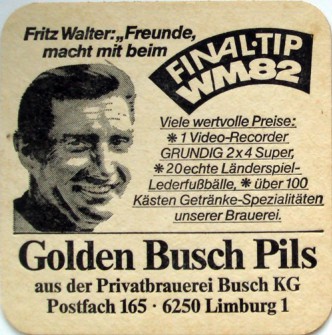 Fritz Walter: „Freunde,
macht mit beim
FINAL-TIP
WM82
Viele wertvolle Preise:
✱ 1 Video-Recorder
GRUNDIG 2x4 Super,
✱ 20 echte Länderspiel-
Lederfußbälle, ✱ über 100
Kästen Getränke-Spezialitäten
unserer Brauerei.
Golden Busch Pils
aus der Privatbrauerei Busch KG
Postfach 165 · 6250 Limburg 1